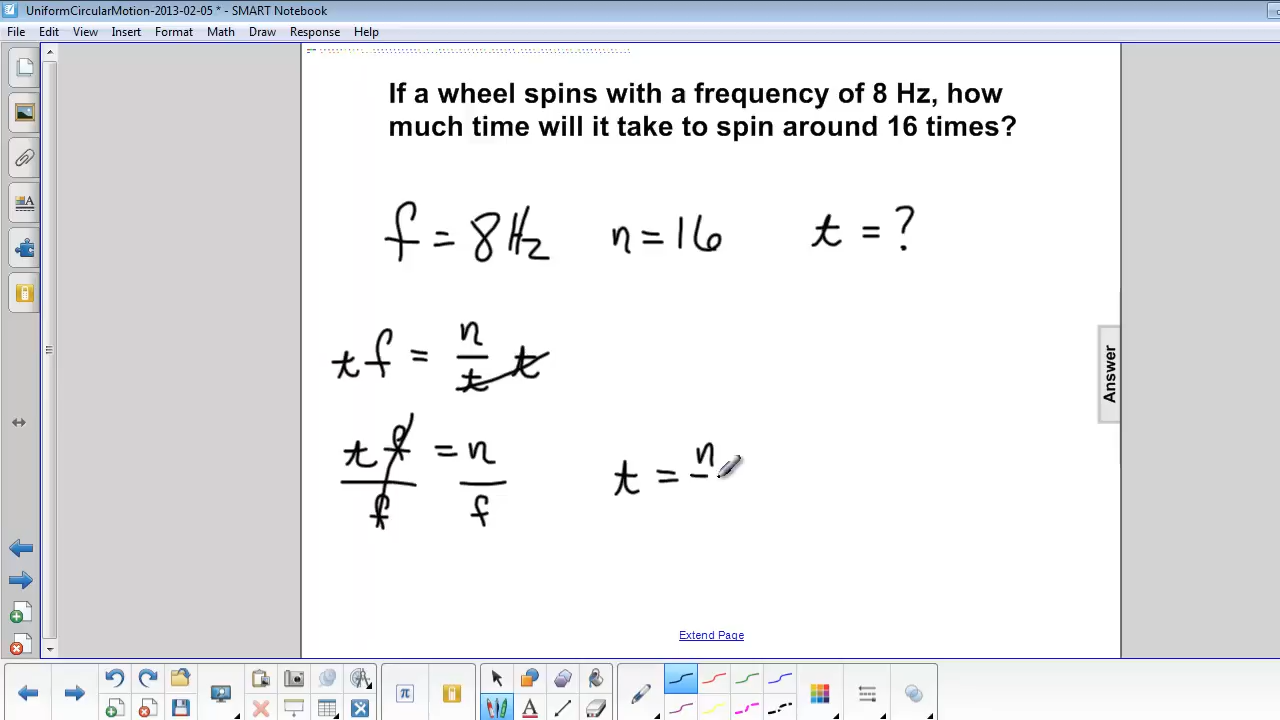 UniformCircularMotion-2013-02-05 * - SMART Notebook
File Edit View Insert Format Math Draw Response Help
If a wheel spins with a frequency of 8 Hz, how
much time will it take to spin around 16 times?
f = 8Hz n = 16 t = ?
tf = n/t t
tf/f = n/f t = n
Answer
Extend Page